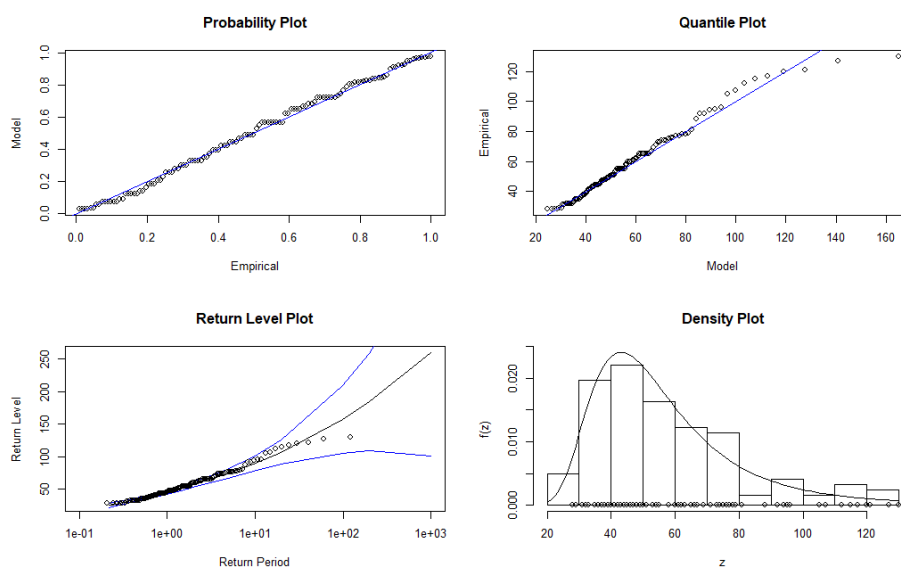 Probability Plot
Model
0.0 0.2 0.4 0.6 0.8 1.0
0.0 0.2 0.4 0.6 0.8 1.0
Empirical
Quantile Plot
Empirical
40 60 80 100 120
20 40 60 80 100 120 140 160
Model
Return Level Plot
Return Level
50 100 150 200 250
1e-01 1e+00 1e+01 1e+02 1e+03
Return Period
Density Plot
f(z)
0.000 0.010 0.020
20 40 60 80 100 120
z